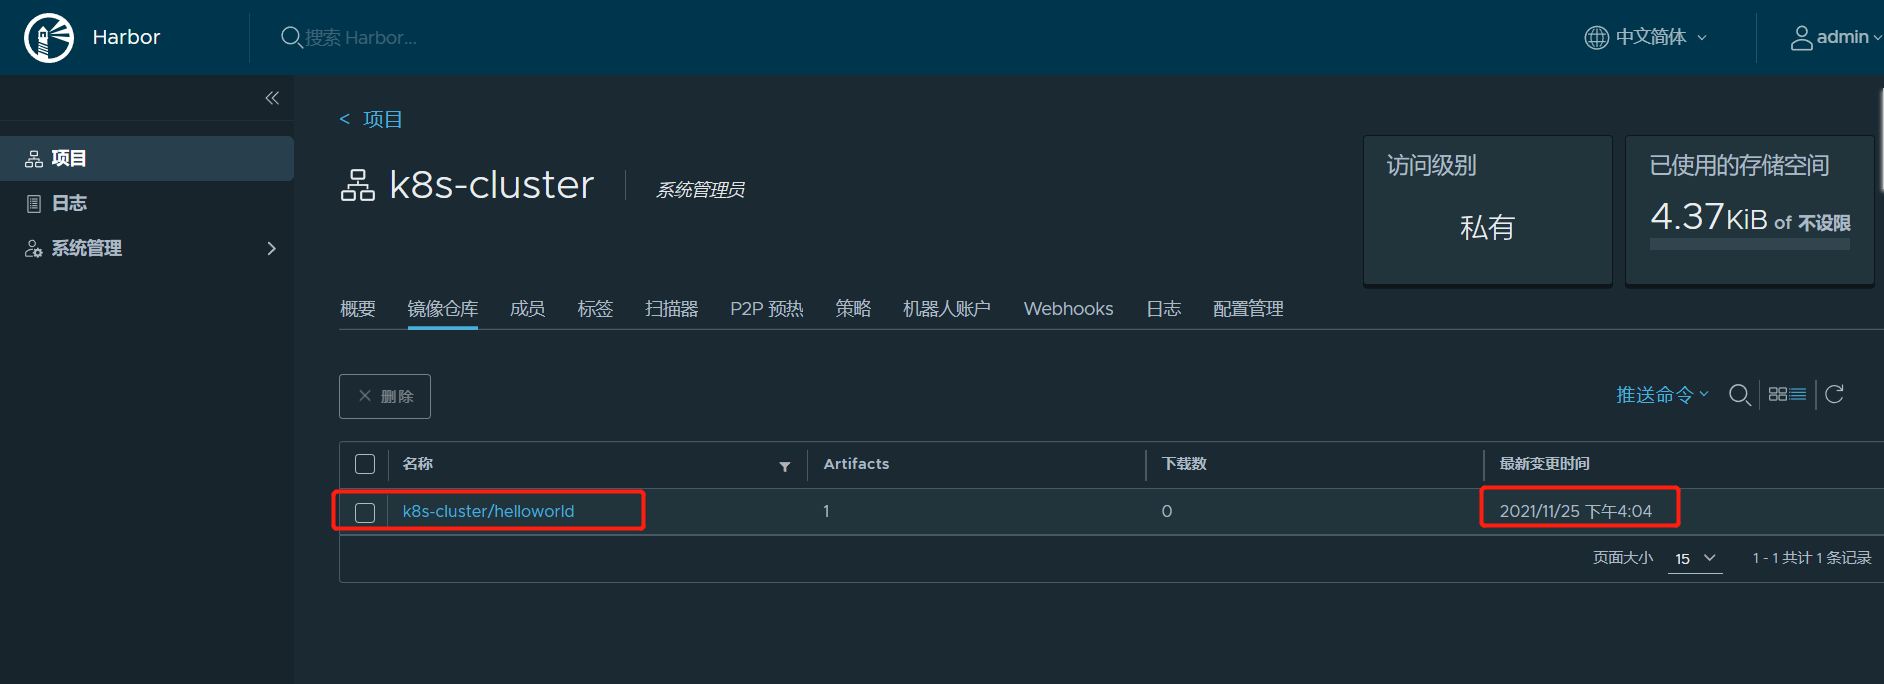 Harbor
搜索 Harbor...
中文简体
admin
项目
日志
系统管理
< 项目
k8s-cluster
系统管理员
访问级别
私有
已使用的存储空间
4.37KiB of 不设限
概要 镜像仓库 成员 标签 扫描器 P2P 预热 策略 机器人账户 Webhooks 日志 配置管理
删除
推送命令
名称 Artifacts 下载数 最新变更时间
k8s-cluster/helloworld 1 0 2021/11/25 下午4:04
页面大小 15 1 - 1 共计 1 条记录